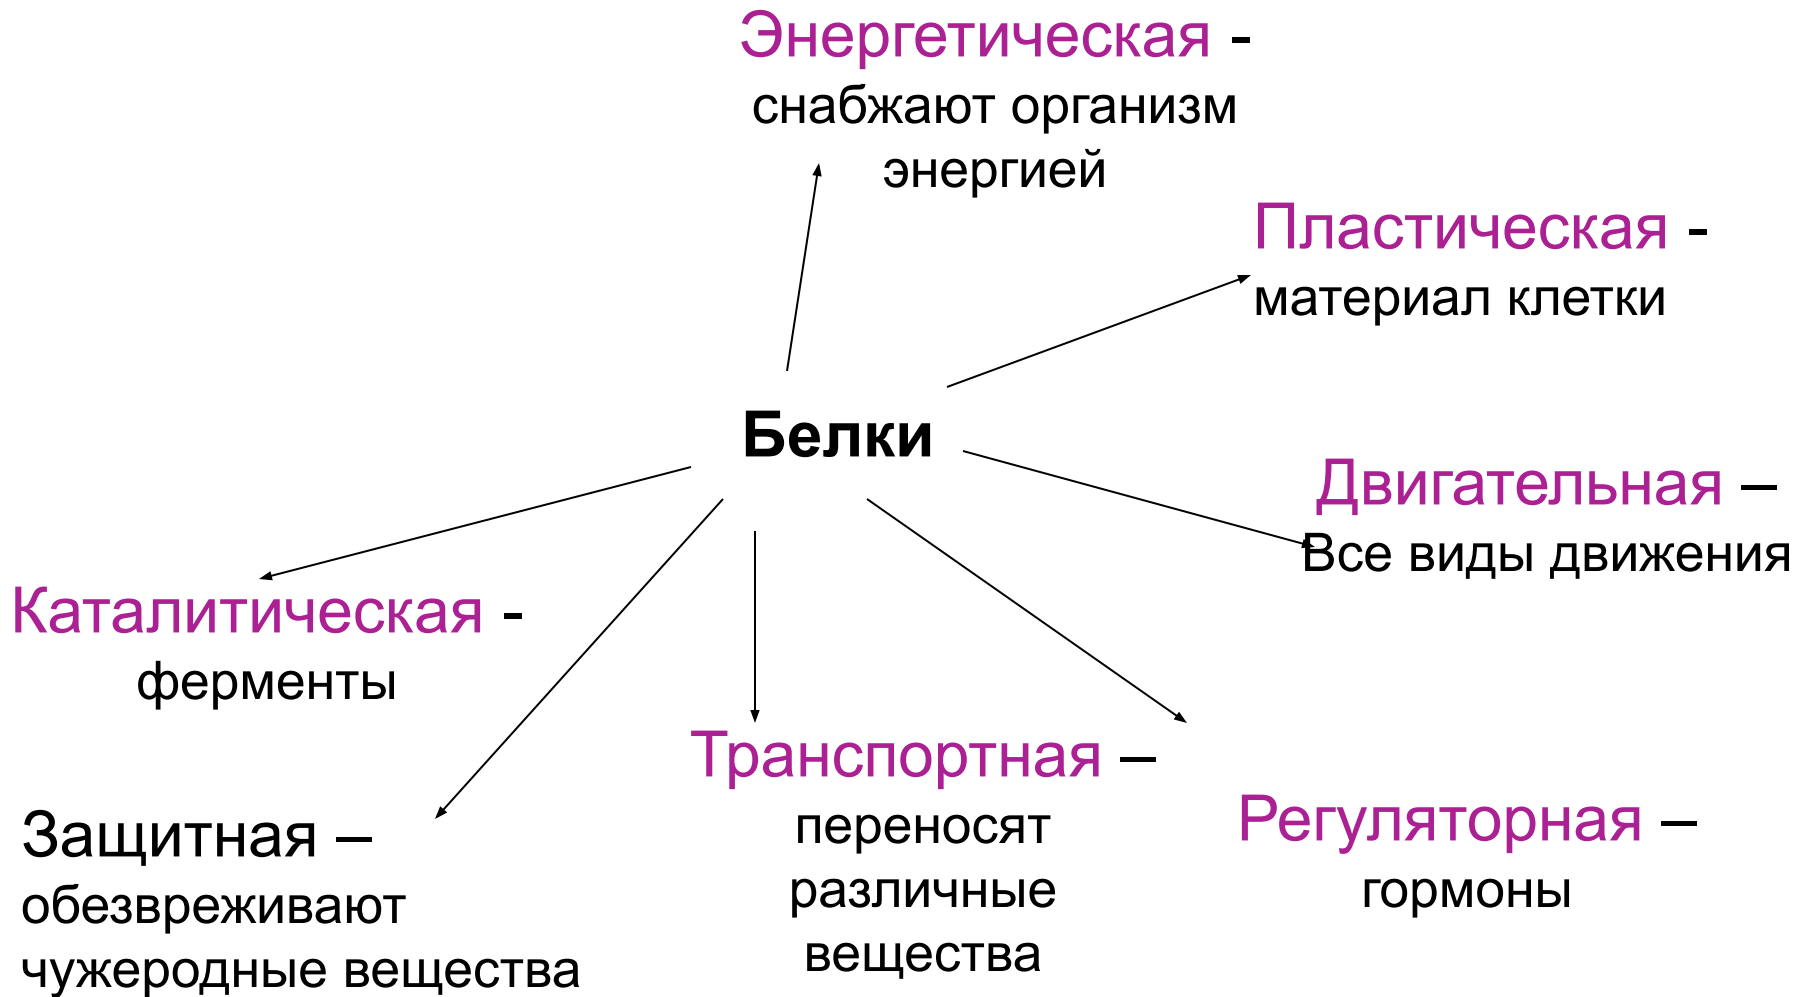 Энергетическая -
снабжают организм
энергией
Пластическая -
материал клетки
Белки
Двигательная –
Все виды движения
Каталитическая -
ферменты
Транспортная –
переносят
различные
вещества
Регуляторная –
гормоны
Защитная –
обезвреживают
чужеродные вещества